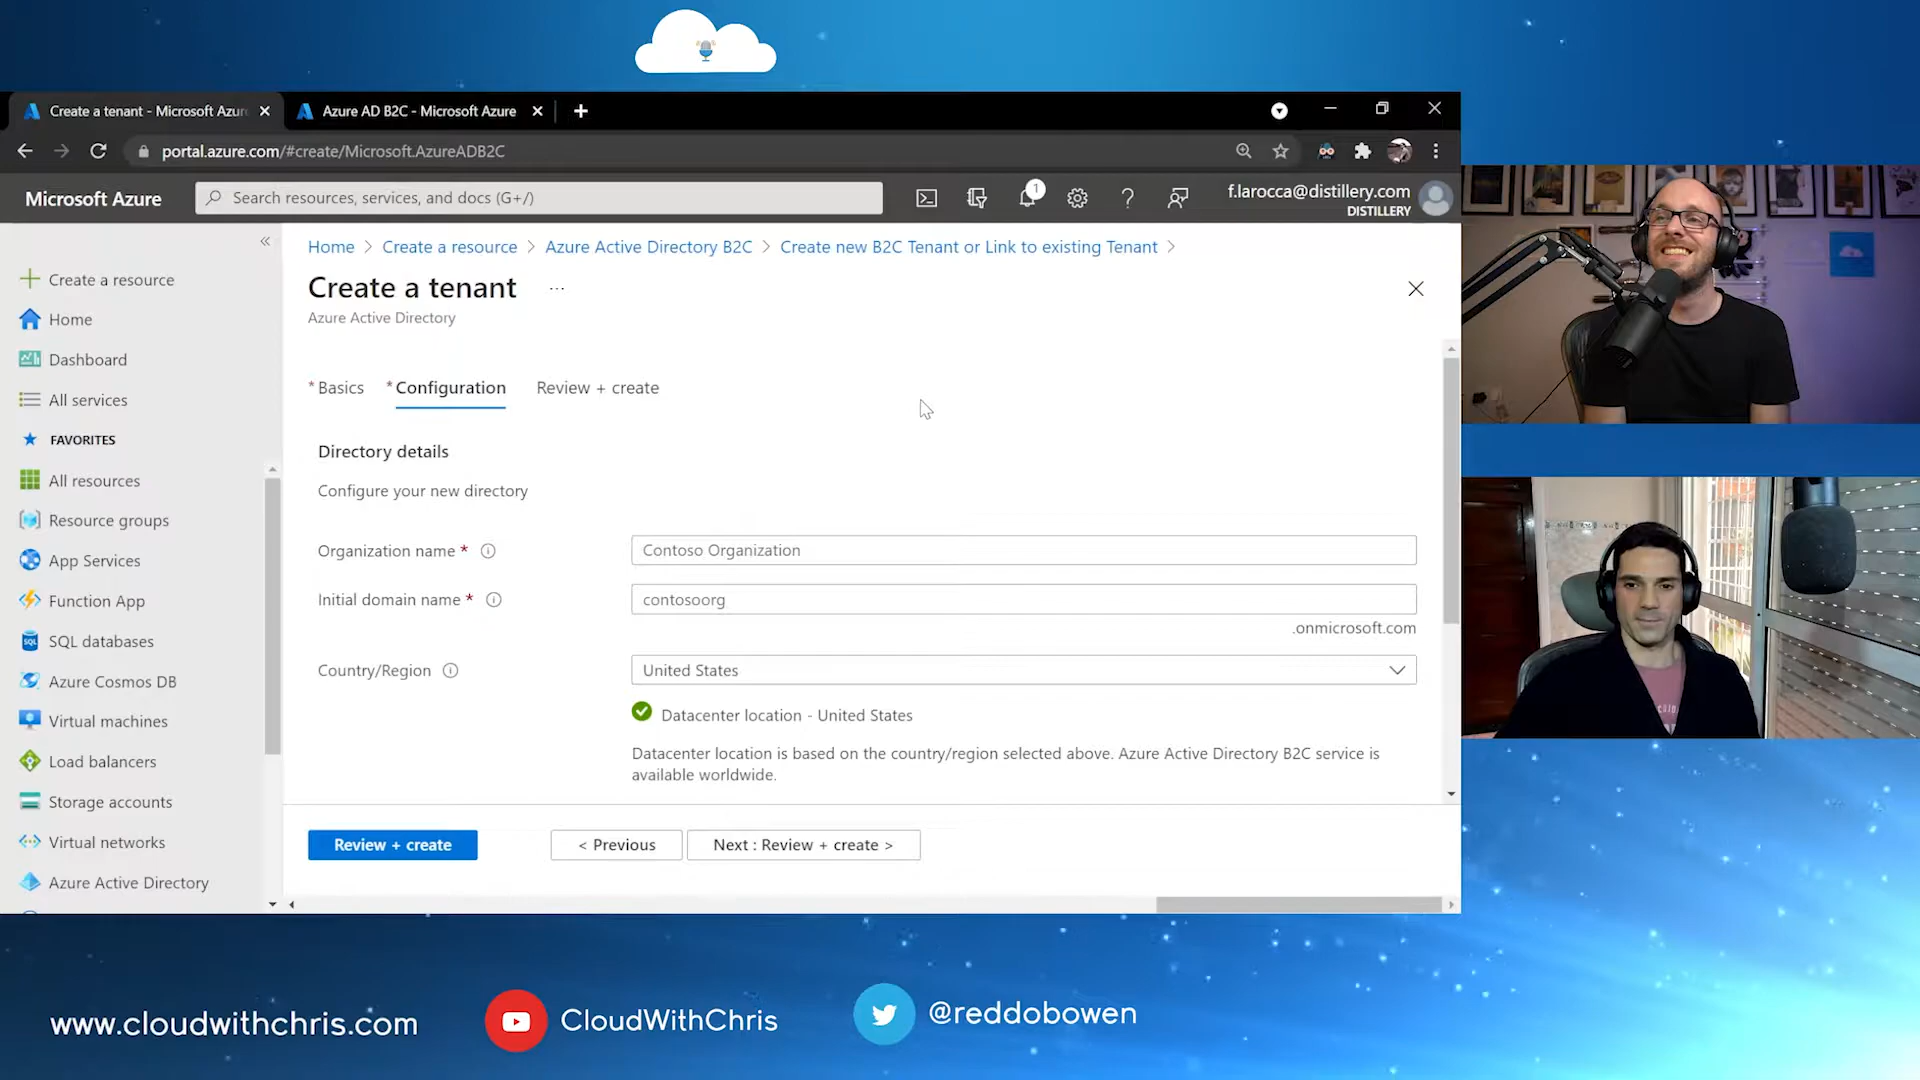 Create a tenant - Microsoft Azur
Azure AD B2C - Microsoft Azure
portal.azure.com/#create/Microsoft.AzureADB2C
Microsoft Azure
Search resources, services, and docs (G+/)
1
f.larocca@distillery.com
DISTILLERY
Home > Create a resource > Azure Active Directory B2C > Create new B2C Tenant or Link to existing Tenant >
Create a tenant ...
Azure Active Directory
* Basics * Configuration Review + create
Directory details
Configure your new directory
Organization name *
Contoso Organization
Initial domain name *
contosoorg
.onmicrosoft.com
Country/Region
United States
Datacenter location - United States
Datacenter location is based on the country/region selected above. Azure Active Directory B2C service is
available worldwide.
Review + create
< Previous
Next : Review + create >
Create a resource
Home
Dashboard
All services
FAVORITES
All resources
Resource groups
App Services
Function App
SQL databases
Azure Cosmos DB
Virtual machines
Load balancers
Storage accounts
Virtual networks
Azure Active Directory
www.cloudwithchris.com
CloudWithChris
@reddobowen